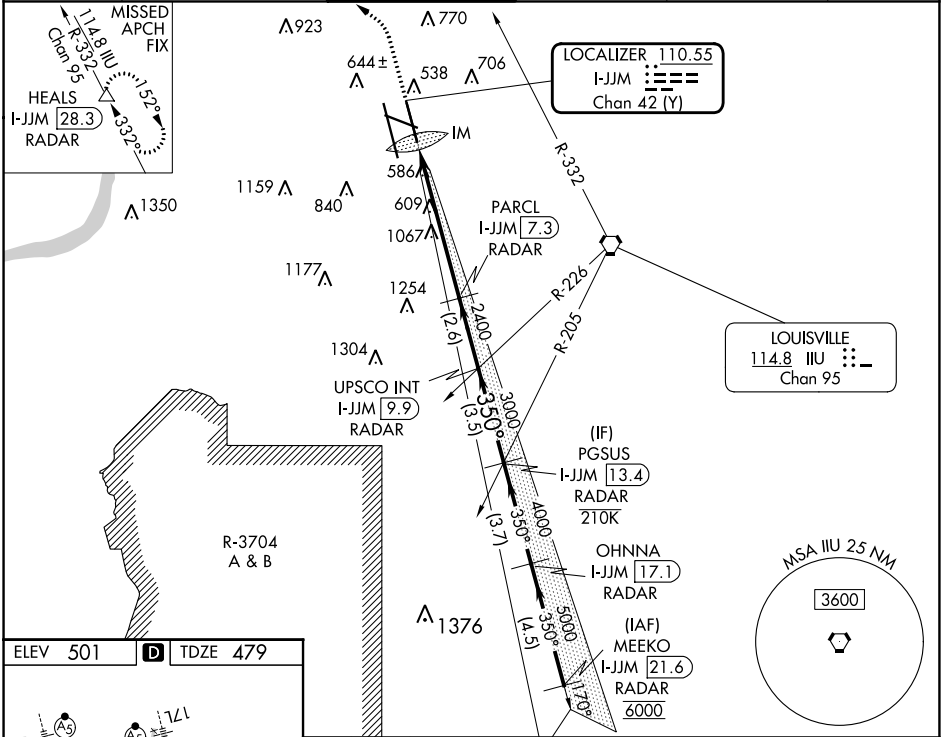 MISSED
APCH
FIX
114.8 IIU
R-332
Chan 95
HEALS
I-JJM 28.3
RADAR
152°
332°
923
770
644±
538
706
LOCALIZER 110.55
I-JJM
Chan 42 (Y)
IM
R-332
586
1159
840
1350
609
1067
PARCL
I-JJM 7.3
RADAR
1177
1254
R-226
R-205
2400
(2.6)
LOUISVILLE
114.8 IIU
Chan 95
1304
UPSCO INT
I-JJM 9.9
RADAR
350°
3000
(3.5)
(IF)
PGSUS
I-JJM 13.4
RADAR
210K
R-3704
A & B
350°
4000
(3.7)
OHNNA
I-JJM 17.1
RADAR
MSA IIU 25 NM
3600
1376
350°
5000
(4.5)
(IAF)
MEEKO
I-JJM 21.6
RADAR
6000
170°
ELEV 501 D TDZE 479
A5
A5
17L